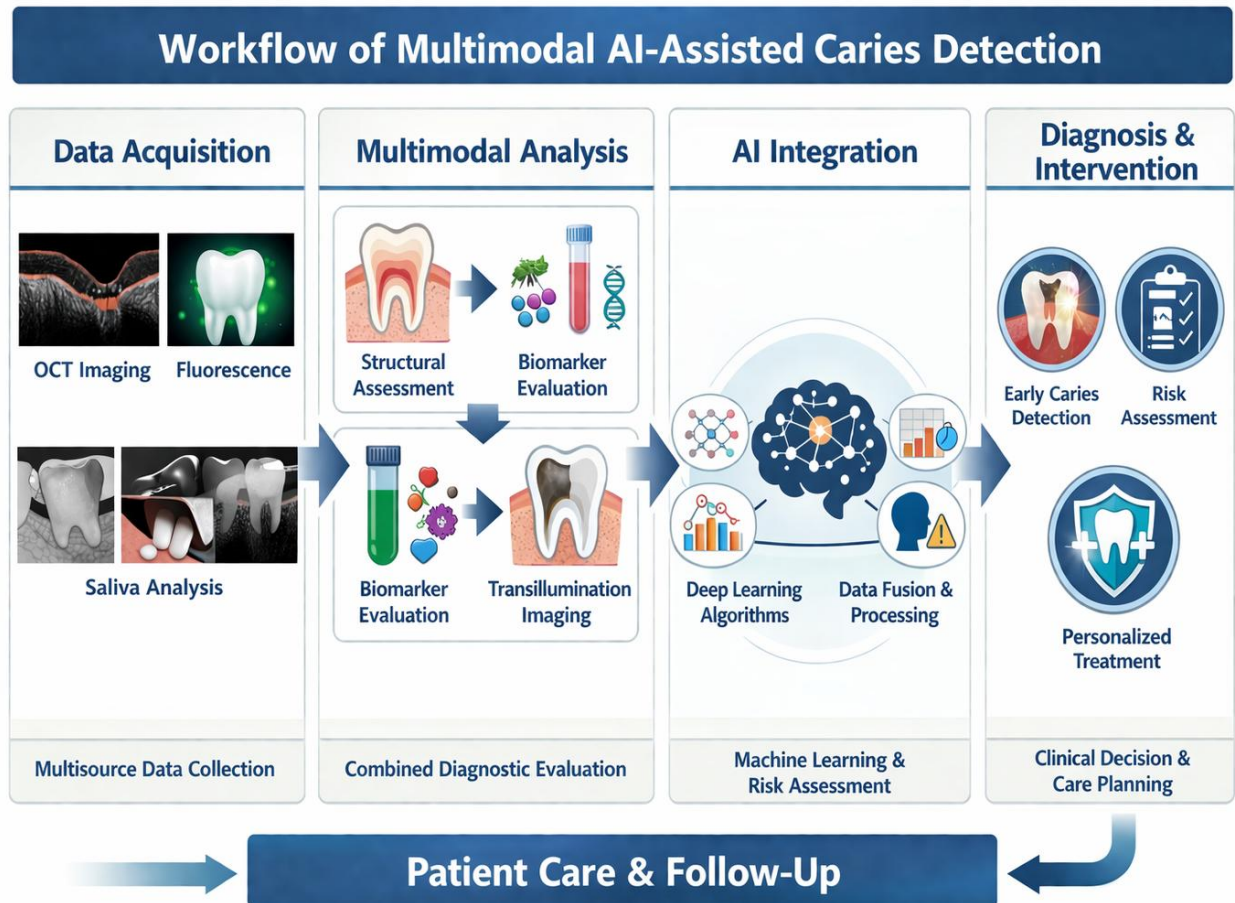 Workflow of Multimodal AI-Assisted Caries Detection
Data Acquisition
OCT Imaging
Fluorescence
Saliva Analysis
Multisource Data Collection
Multimodal Analysis
Structural
Assessment
Biomarker
Evaluation
Biomarker
Evaluation
Transillumination
Imaging
Combined Diagnostic Evaluation
AI Integration
Deep Learning
Algorithms
Data Fusion &
Processing
Machine Learning &
Risk Assessment
Diagnosis &
Intervention
Early Caries
Detection
Risk
Assessment
Personalized
Treatment
Clinical Decision &
Care Planning
Patient Care & Follow-Up